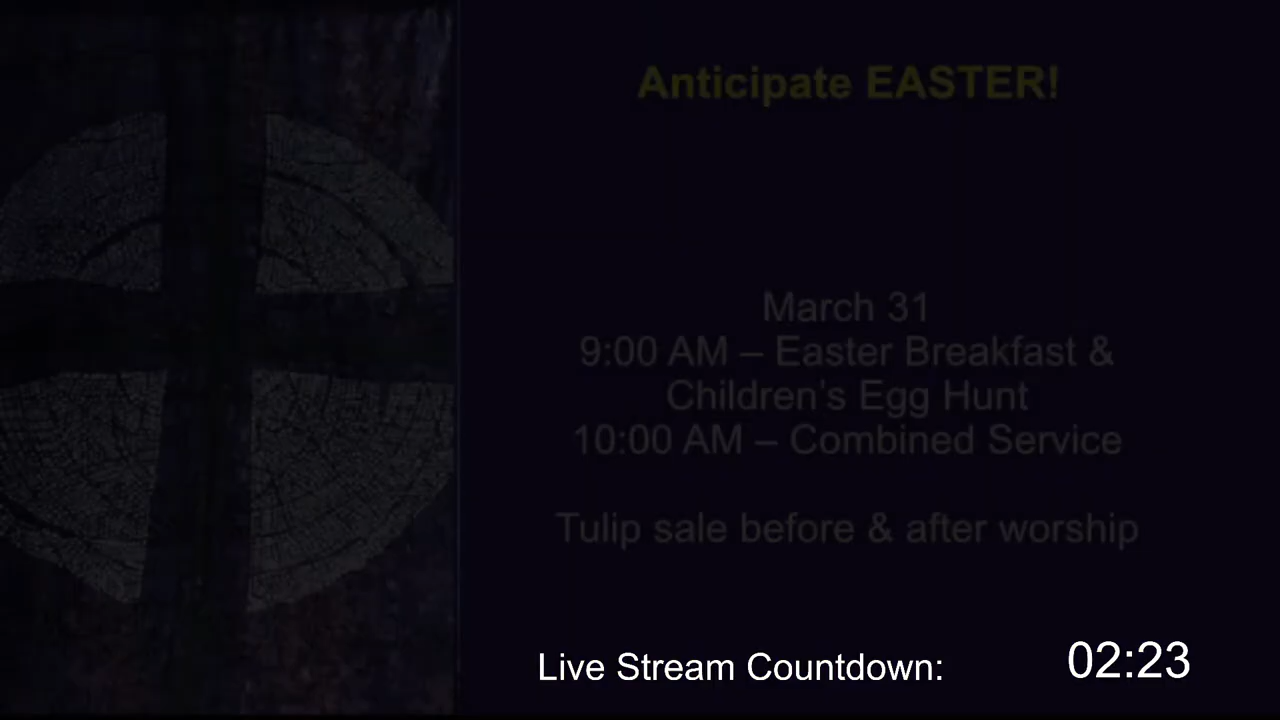 Anticipate EASTER!
March 31
9:00 AM – Easter Breakfast &
Children's Egg Hunt
10:00 AM – Combined Service
Tulip sale before & after worship
Live Stream Countdown: 02:23